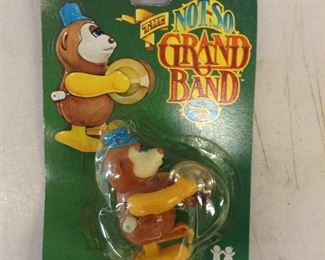 THE
NOT SO
GRAND
BAND